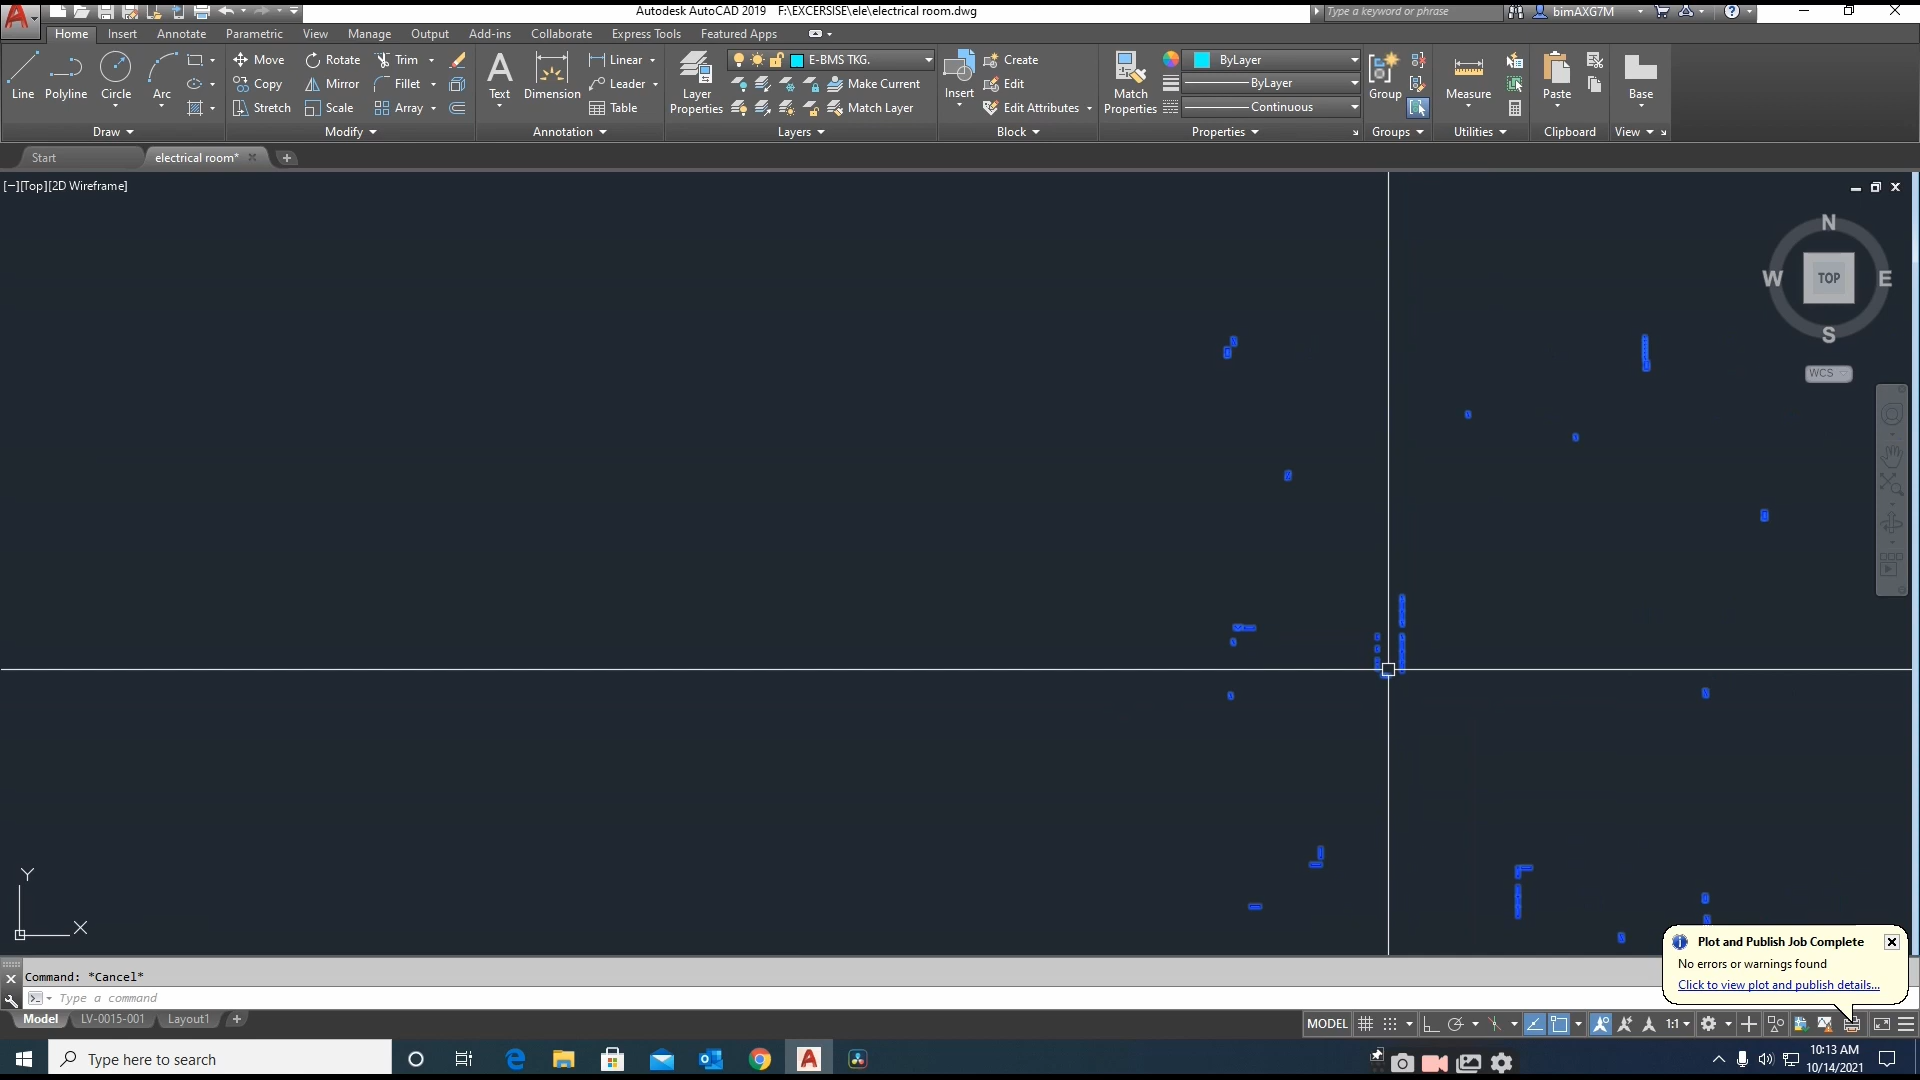 Autodesk AutoCAD 2019 F:\EXCERSISE\ele\electrical room.dwg
Type a keyword or phrase
bimAXG7M
Home Insert Annotate Parametric View Manage Output Add-ins Collaborate Express Tools Featured Apps
Line Polyline Circle Arc
Move Rotate Trim
Copy Mirror Fillet
Stretch Scale Array
Text Dimension
Linear
Leader
Table
Layer Properties
E-BMS TKG.
Make Current
Match Layer
Insert
Create
Edit
Edit Attributes
Match Properties
ByLayer
ByLayer
Continuous
Group
Measure
Paste
Base
Draw Modify Annotation Layers Block Properties Groups Utilities Clipboard View
Start electrical room*
[−][Top][2D Wireframe]
N
W TOP E
S
WCS
Y
X
Command: *Cancel*
Type a command
Plot and Publish Job Complete
No errors or warnings found
Click to view plot and publish details...
Model LV-0015-001 Layout1
MODEL 1:1
Type here to search
10:13 AM
10/14/2021